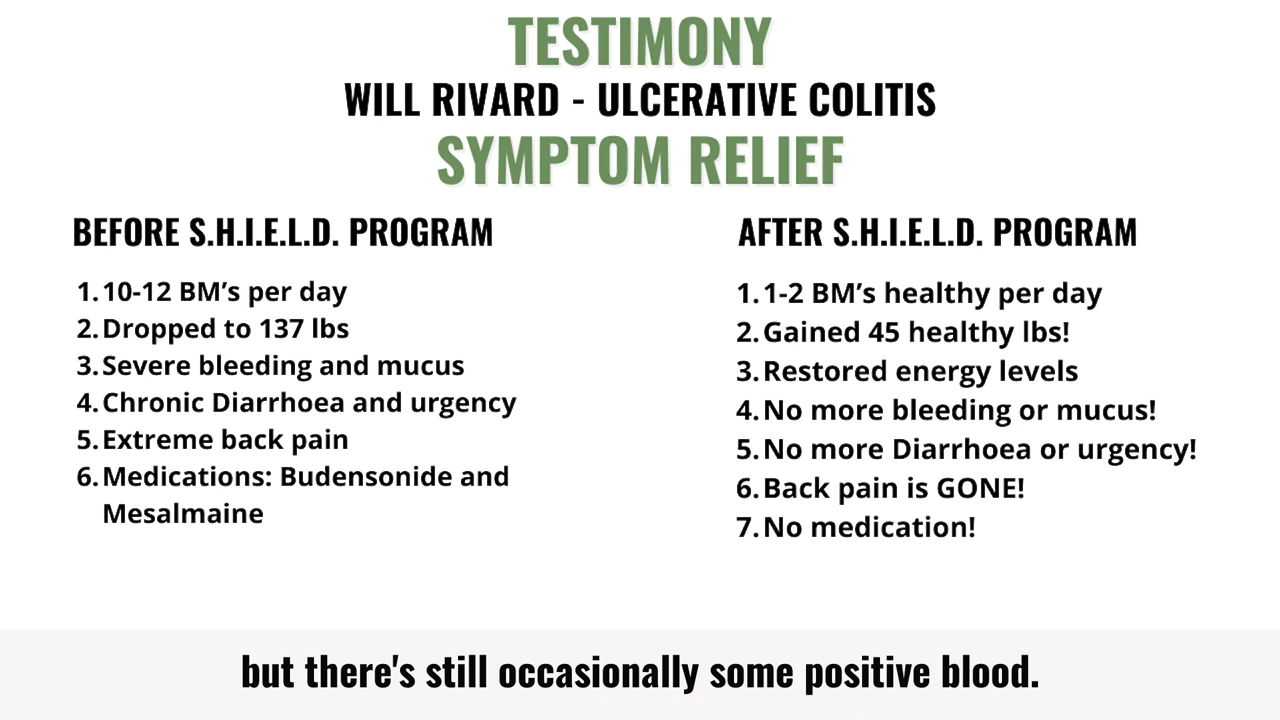 TESTIMONY
WILL RIVARD - ULCERATIVE COLITIS
SYMPTOM RELIEF
BEFORE S.H.I.E.L.D. PROGRAM
1. 10-12 BM’s per day
2. Dropped to 137 lbs
3. Severe bleeding and mucus
4. Chronic Diarrhoea and urgency
5. Extreme back pain
6. Medications: Budensonide and
Mesalmaine
AFTER S.H.I.E.L.D. PROGRAM
1. 1-2 BM’s healthy per day
2. Gained 45 healthy lbs!
3. Restored energy levels
4. No more bleeding or mucus!
5. No more Diarrhoea or urgency!
6. Back pain is GONE!
7. No medication!
but there's still occasionally some positive blood.